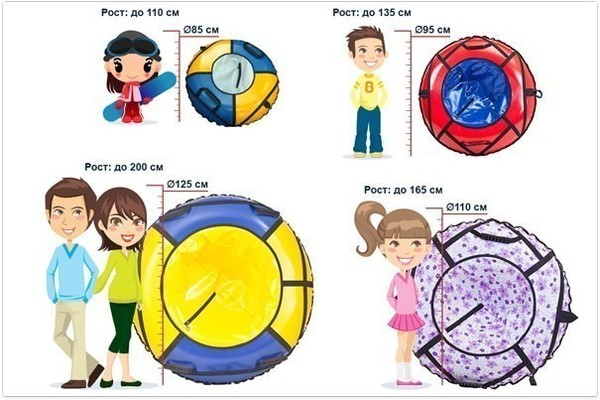 Рост: до 110 см
Ø85 см
Рост: до 135 см
Ø95 см
Рост: до 200 см
Ø125 см
Рост: до 165 см
Ø110 см
8